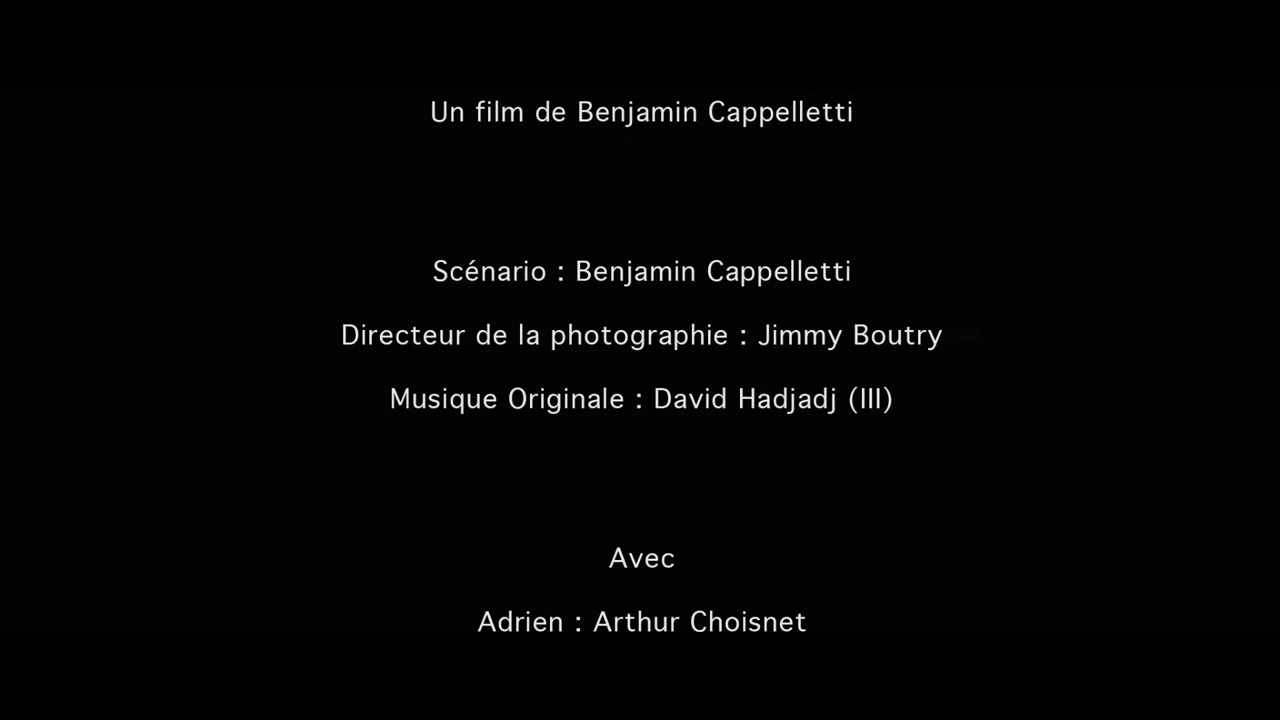 Un film de Benjamin Cappelletti
Scénario : Benjamin Cappelletti
Directeur de la photographie : Jimmy Boutry
Musique Originale : David Hadjadj (III)
Avec
Adrien : Arthur Choisnet